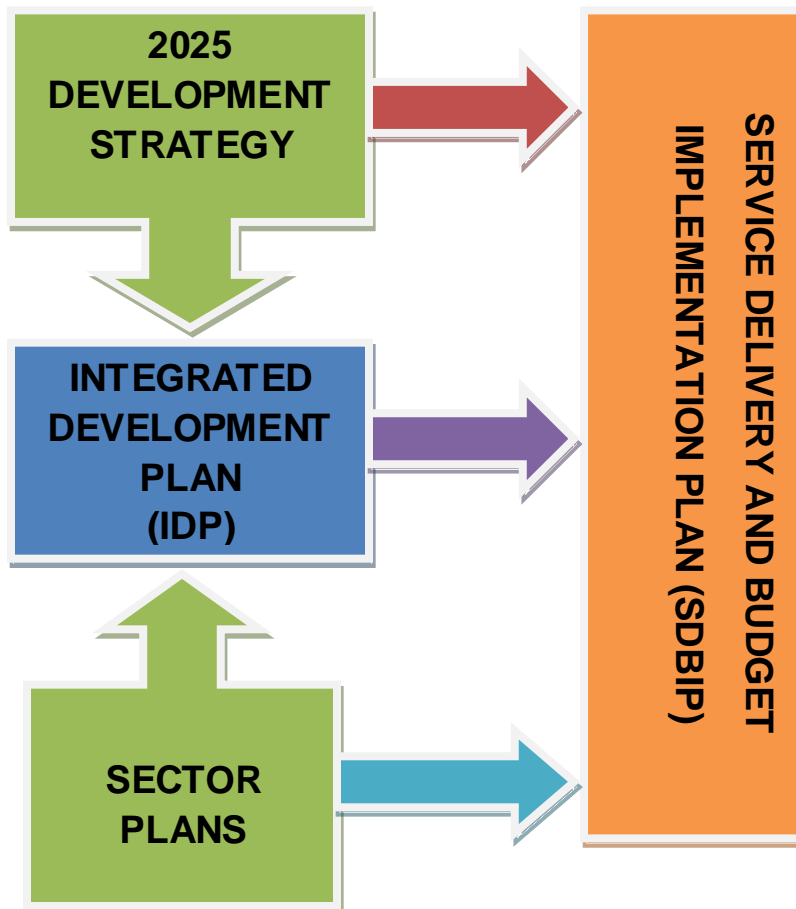 2025
DEVELOPMENT
STRATEGY
INTEGRATED
DEVELOPMENT
PLAN
(IDP)
SECTOR
PLANS
SERVICE DELIVERY AND BUDGET
IMPLEMENTATION PLAN (SDBIP)